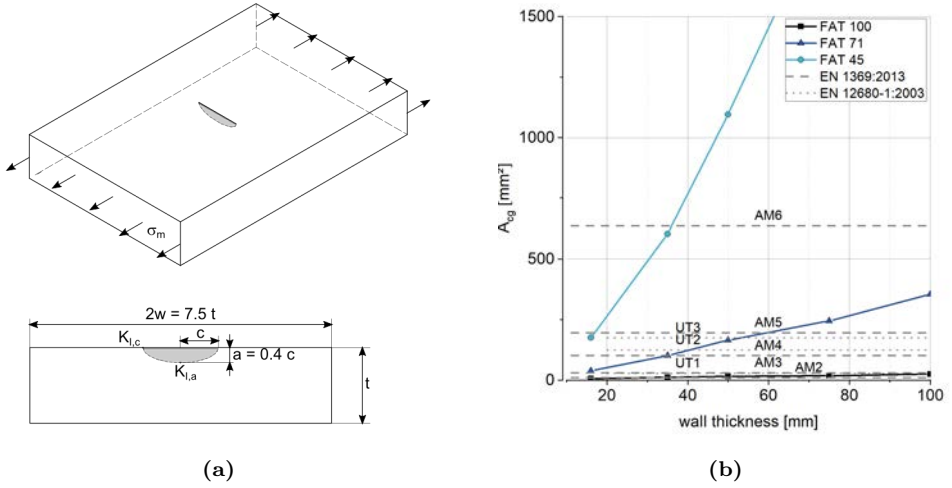 σm
2w = 7.5 t
KI,c
c
a = 0.4 c
KI,a
t
(a)
1500
1000
500
0
Acg [mm²]
FAT 100
FAT 71
FAT 45
EN 1369:2013
EN 12680-1:2003
AM6
UT3
AM5
UT2
AM4
UT1
AM3
AM2
20 40 60 80 100
wall thickness [mm]
(b)